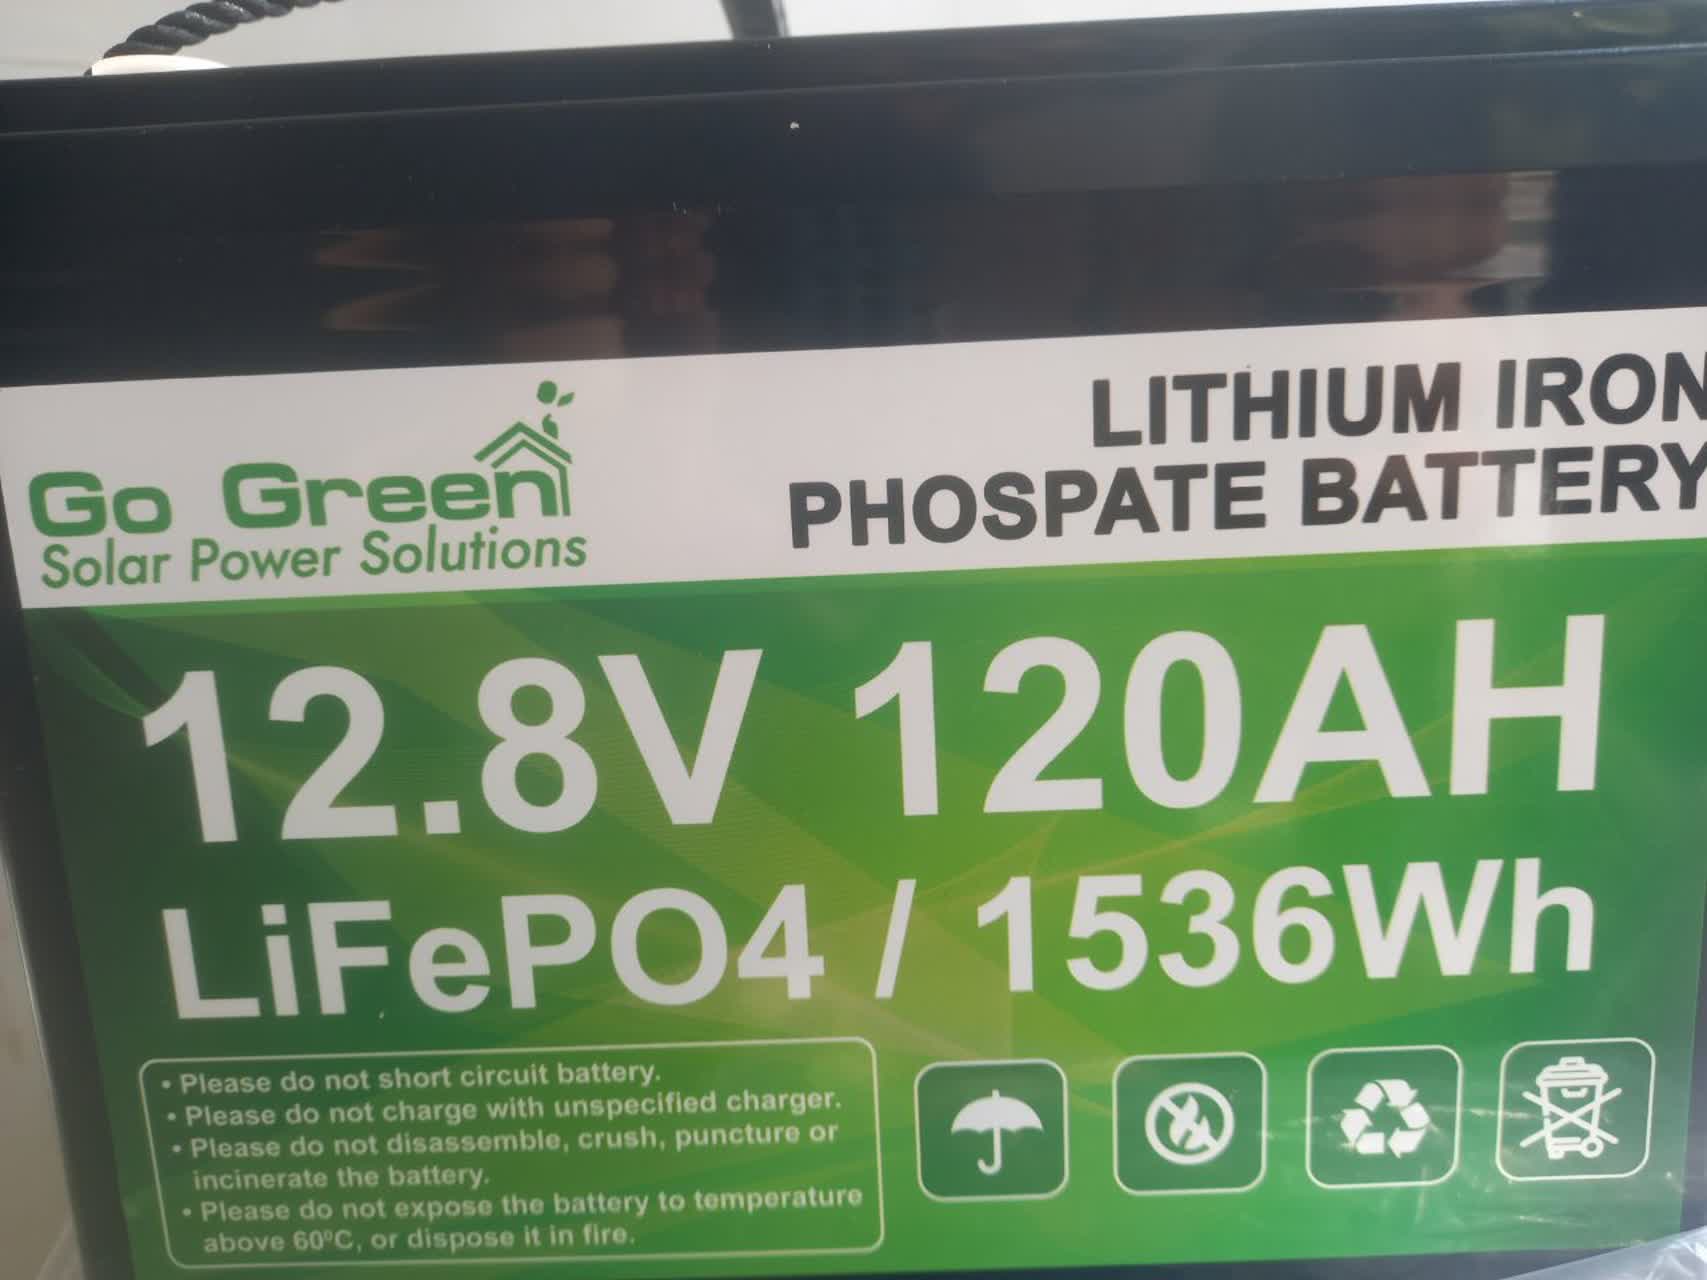 Go Green
Solar Power Solutions
LITHIUM IRON
PHOSPATE BATTERY
12.8V 120AH
LiFePO4 / 1536Wh
• Please do not short circuit battery.
• Please do not charge with unspecified charger.
• Please do not disassemble, crush, puncture or
incinerate the battery.
• Please do not expose the battery to temperature
above 60ºC, or dispose it in fire.